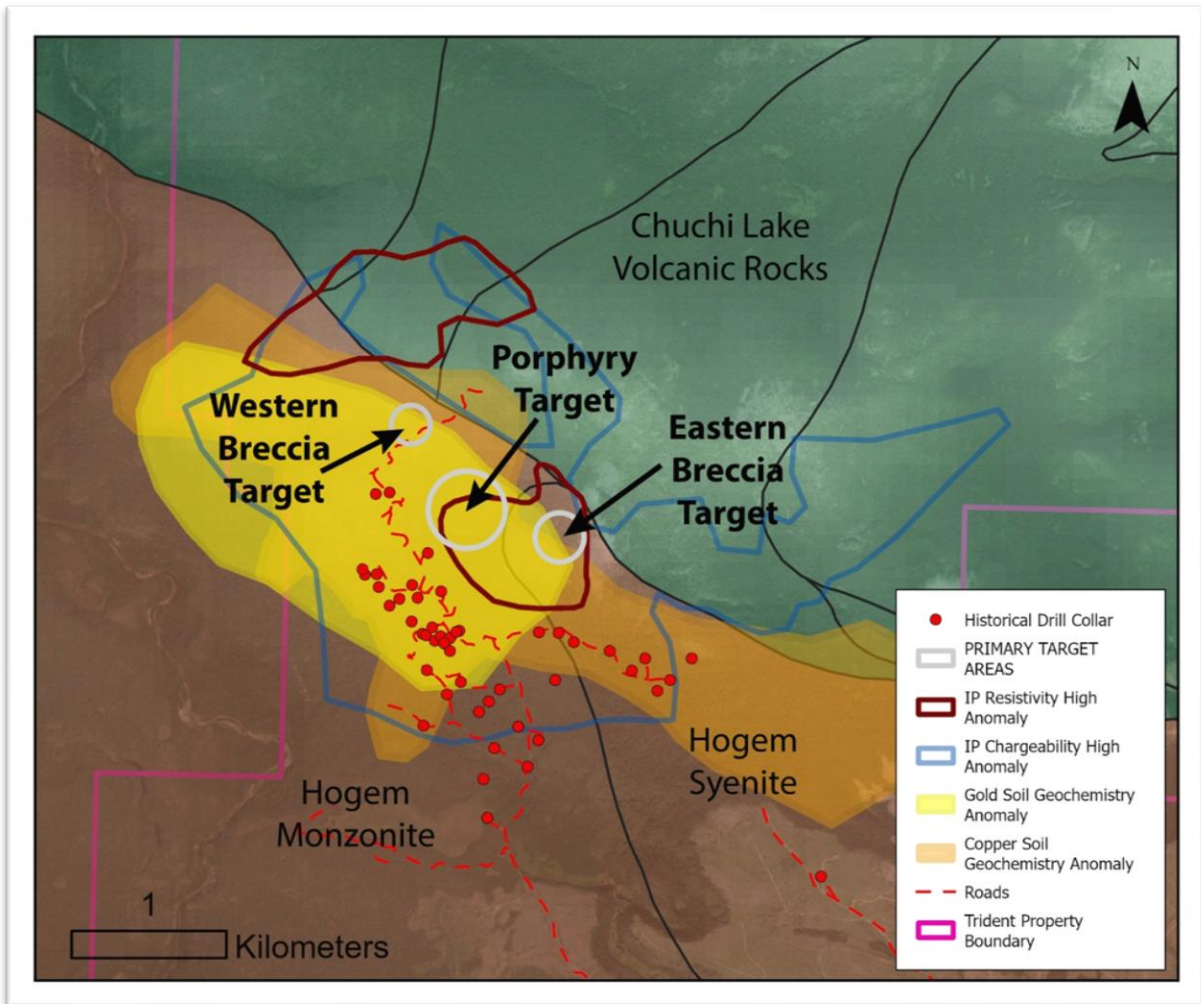 N
Chuchi Lake
Volcanic Rocks
Porphyry
Target
Western
Breccia
Target
Eastern
Breccia
Target
Hogem
Syenite
Hogem
Monzonite
1
Kilometers
Historical Drill Collar
PRIMARY TARGET
AREAS
IP Resistivity High
Anomaly
IP Chargeability High
Anomaly
Gold Soil Geochemistry
Anomaly
Copper Soil
Geochemistry Anomaly
Roads
Trident Property
Boundary